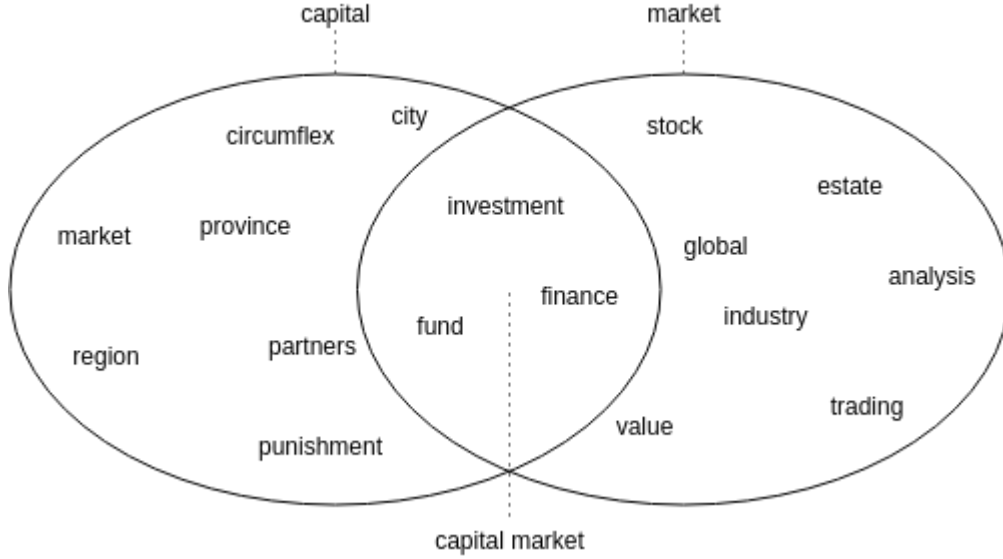 capital
market
city
circumflex
stock
estate
investment
province
market
global
analysis
finance
industry
fund
partners
region
trading
value
punishment
capital market